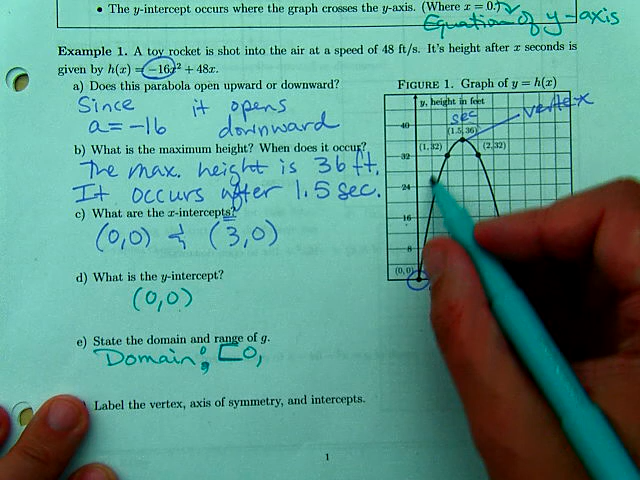 • The y-intercept occurs where the graph crosses the y-axis. (Where x = 0.)
Equation of y-axis
Example 1. A toy rocket is shot into the air at a speed of 48 ft/s. It's height after x seconds is
given by h(x) = −16x² + 48x.
a) Does this parabola open upward or downward?
Since it opens
a = -16 downward
b) What is the maximum height? When does it occur?
The max. height is 36 ft.
It occurs after 1.5 sec.
c) What are the x-intercepts?
(0,0) & (3,0)
d) What is the y-intercept?
(0,0)
e) State the domain and range of g.
Domain: [0,
Label the vertex, axis of symmetry, and intercepts.
FIGURE 1. Graph of y = h(x)
y, height in feet
sec
vertex
40
(1.5, 36)
(1, 32)
(2, 32)
32
24
16
8
(0, 0)
1